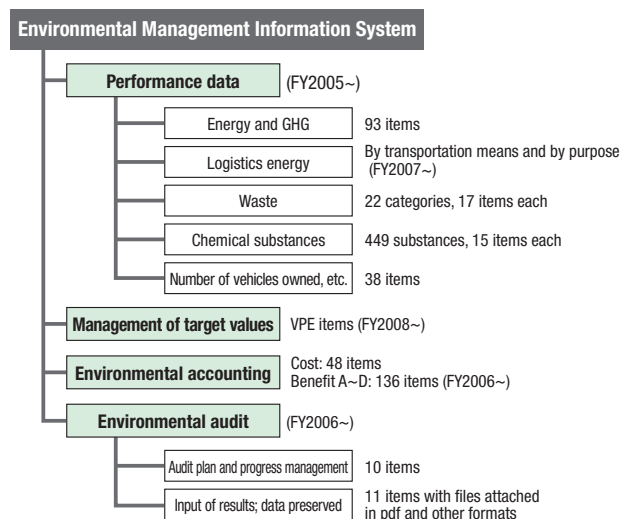 Environmental Management Information System
Performance data (FY2005~)
Energy and GHG 93 items
Logistics energy By transportation means and by purpose
(FY2007~)
Waste 22 categories, 17 items each
Chemical substances 449 substances, 15 items each
Number of vehicles owned, etc. 38 items
Management of target values VPE items (FY2008~)
Environmental accounting Cost: 48 items
Benefit A~D: 136 items (FY2006~)
Environmental audit (FY2006~)
Audit plan and progress management 10 items
Input of results; data preserved 11 items with files attached
in pdf and other formats